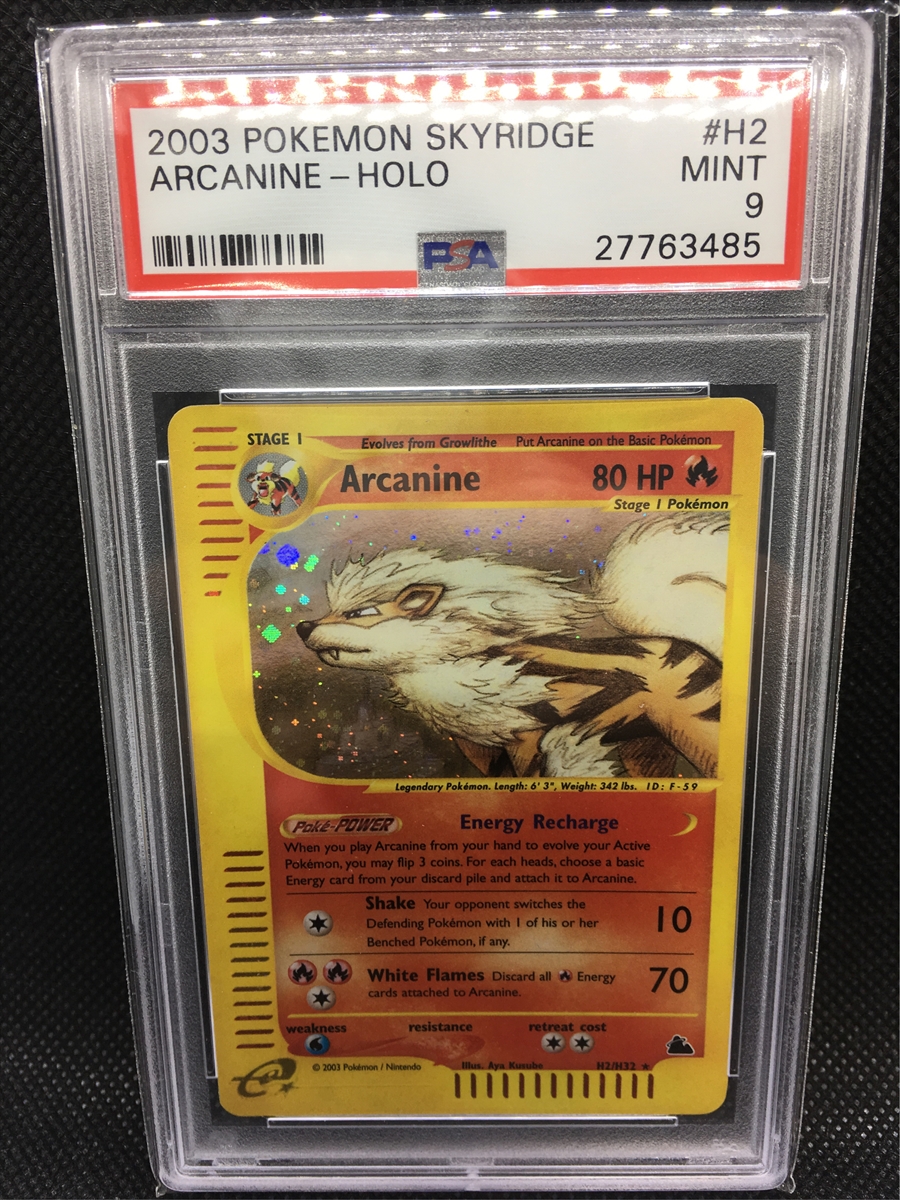 2003 POKEMON SKYRIDGE #H2
ARCANINE – HOLO MINT
9
PSA 27763485
STAGE 1 Evolves from Growlithe Put Arcanine on the Basic Pokémon
Arcanine 80 HP
Stage 1 Pokémon
Legendary Pokémon. Length: 6' 3", Weight: 342 lbs. ID: F-59
Poké-POWER Energy Recharge
When you play Arcanine from your hand to evolve your Active
Pokémon, you may flip 3 coins. For each heads, choose a basic
Energy card from your discard pile and attach it to Arcanine.
Shake Your opponent switches the
Defending Pokémon with 1 of his or her 10
Benched Pokémon, if any.
White Flames Discard all Energy 70
cards attached to Arcanine.
weakness resistance retreat cost
© 2003 Pokémon / Nintendo Illus. Aya Kusube H2/H32 ★
e